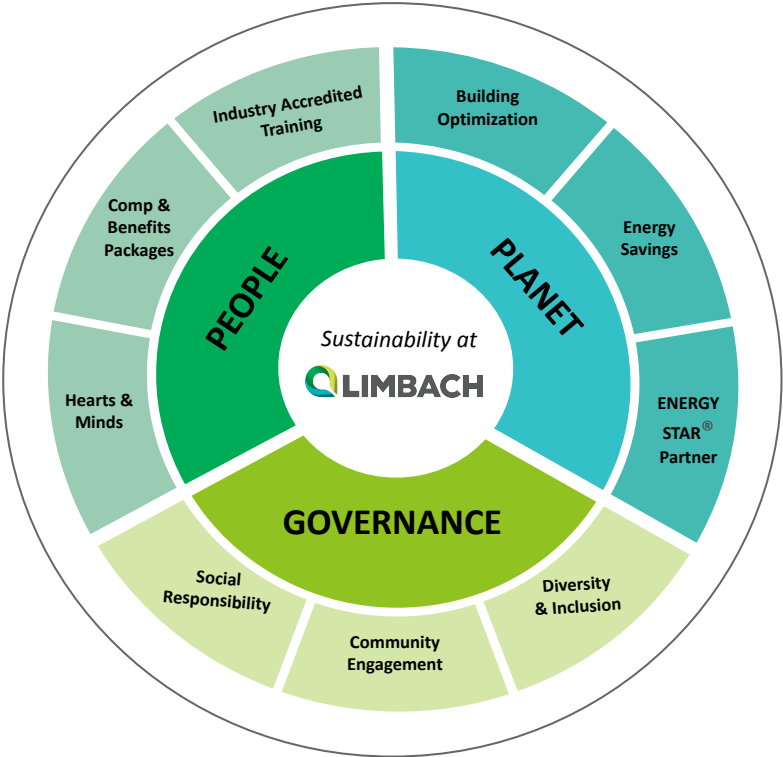 Industry Accredited
Training
Building
Optimization
Comp &
Benefits
Packages
Energy
Savings
PEOPLE
PLANET
Sustainability at
LIMBACH
Hearts &
Minds
ENERGY
STAR®
Partner
GOVERNANCE
Social
Responsibility
Community
Engagement
Diversity
& Inclusion